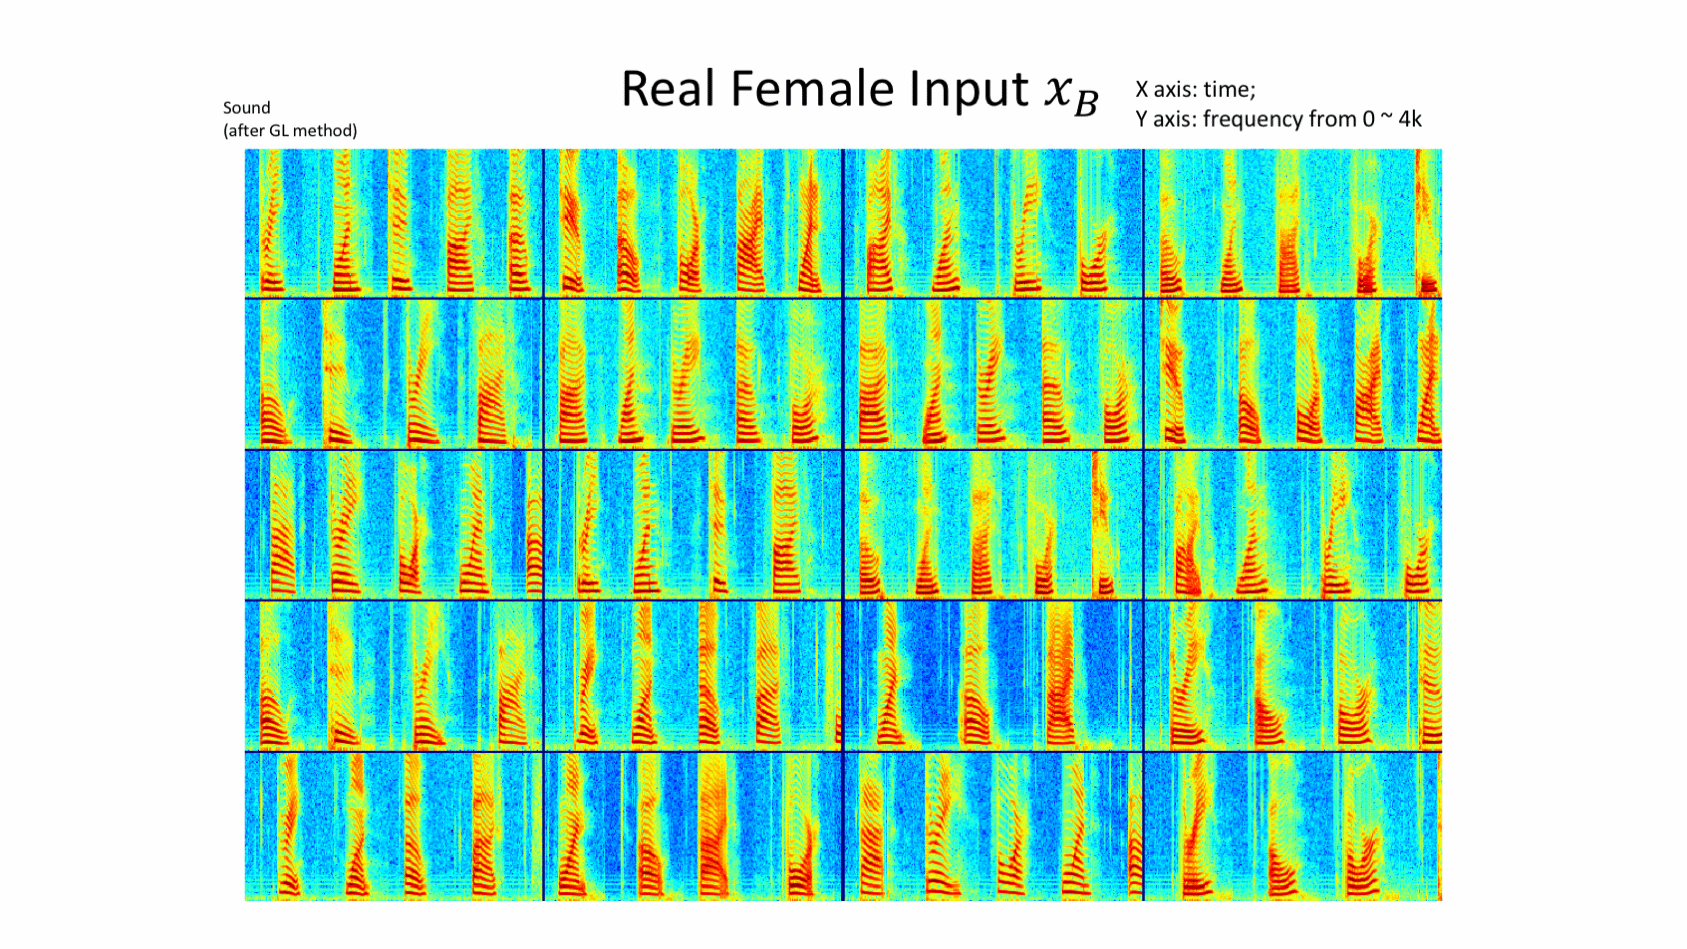 Real Female Input x_B
X axis: time;
Y axis: frequency from 0 ~ 4k
Sound
(after GL method)